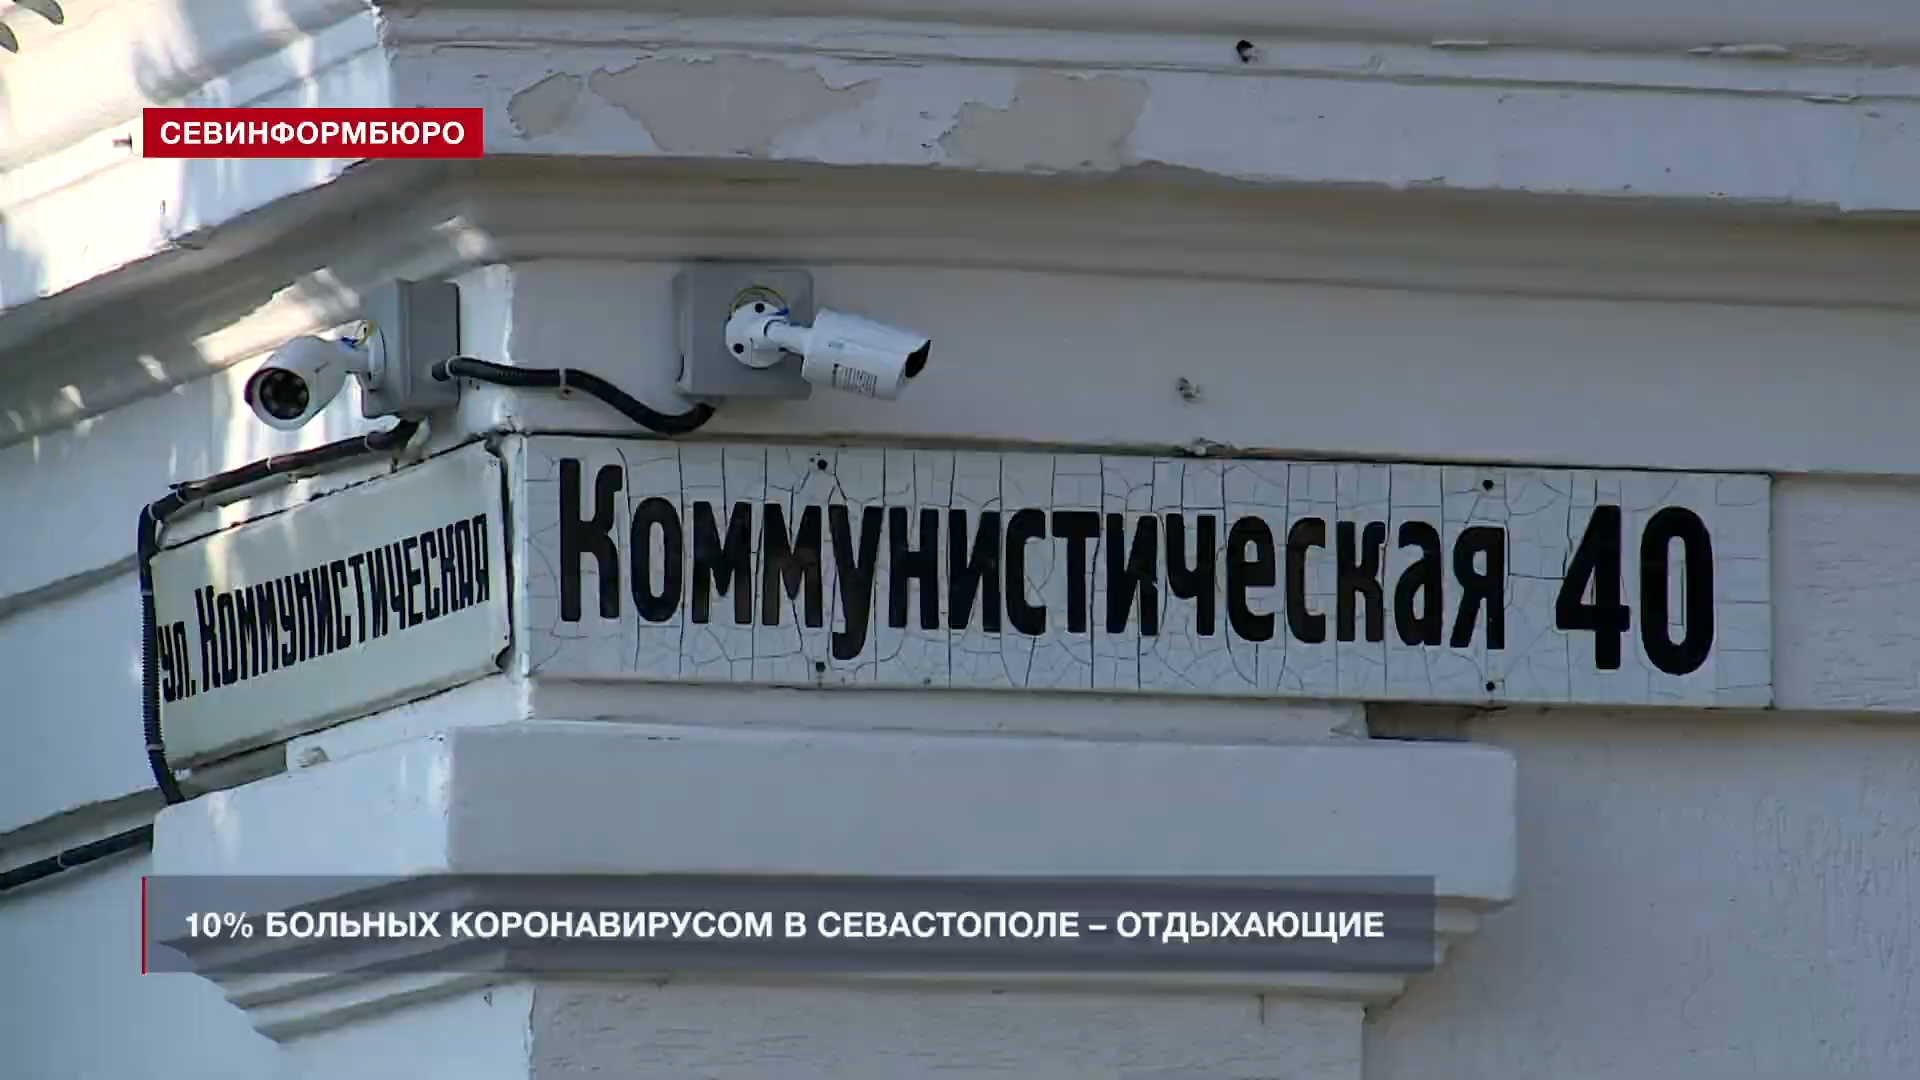 СЕВИНФОРМБЮРО
ул. Коммунистическая
Коммунистическая 40
10% БОЛЬНЫХ КОРОНАВИРУСОМ В СЕВАСТОПОЛЕ – ОТДЫХАЮЩИЕ